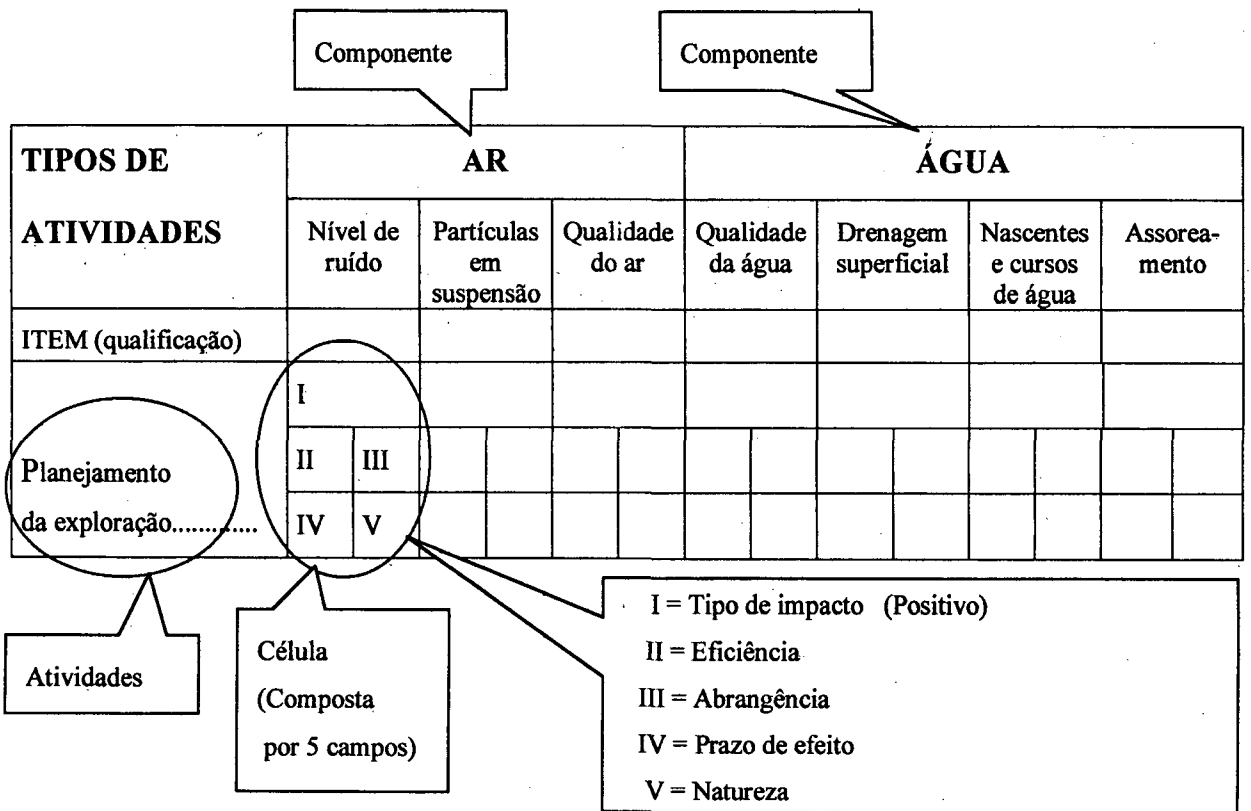 Componente
Componente
TIPOS DE
ATIVIDADES
AR
ÁGUA
Nível de
ruído
Partículas
em
suspensão
Qualidade
do ar
Qualidade
da água
Drenagem
superficial
Nascentes
e cursos
de água
Assorea-
mento
ITEM (qualificação)
I
II III
IV V
Planejamento
da exploração.............
Atividades
Célula
(Composta
por 5 campos)
I = Tipo de impacto (Positivo)
II = Eficiência
III = Abrangência
IV = Prazo de efeito
V = Natureza